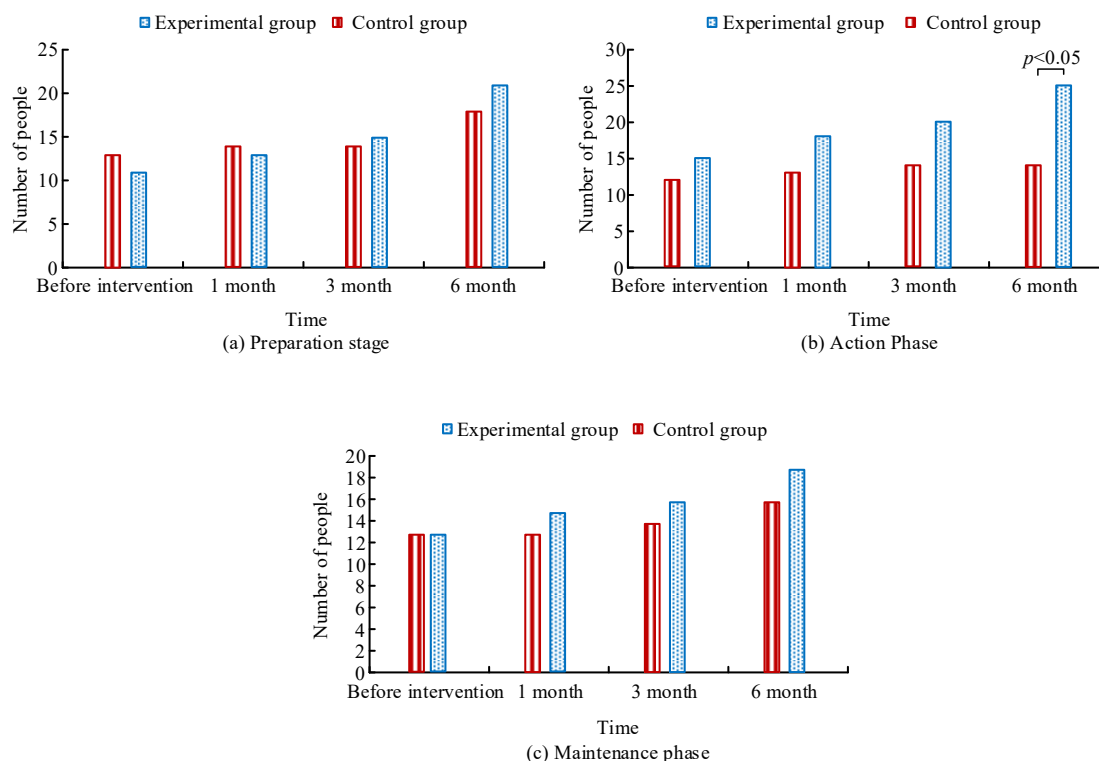 Experimental group Control group
25
20
15
10
5
0
Number of people
Before intervention 1 month 3 month 6 month
Time
(a) Preparation stage
Experimental group Control group
30
25
20
15
10
5
0
Number of people
p<0.05
Before intervention 1 month 3 month 6 month
Time
(b) Action Phase
Experimental group Control group
20
18
16
14
12
10
8
6
4
2
0
Number of people
Before intervention 1 month 3 month 6 month
Time
(c) Maintenance phase